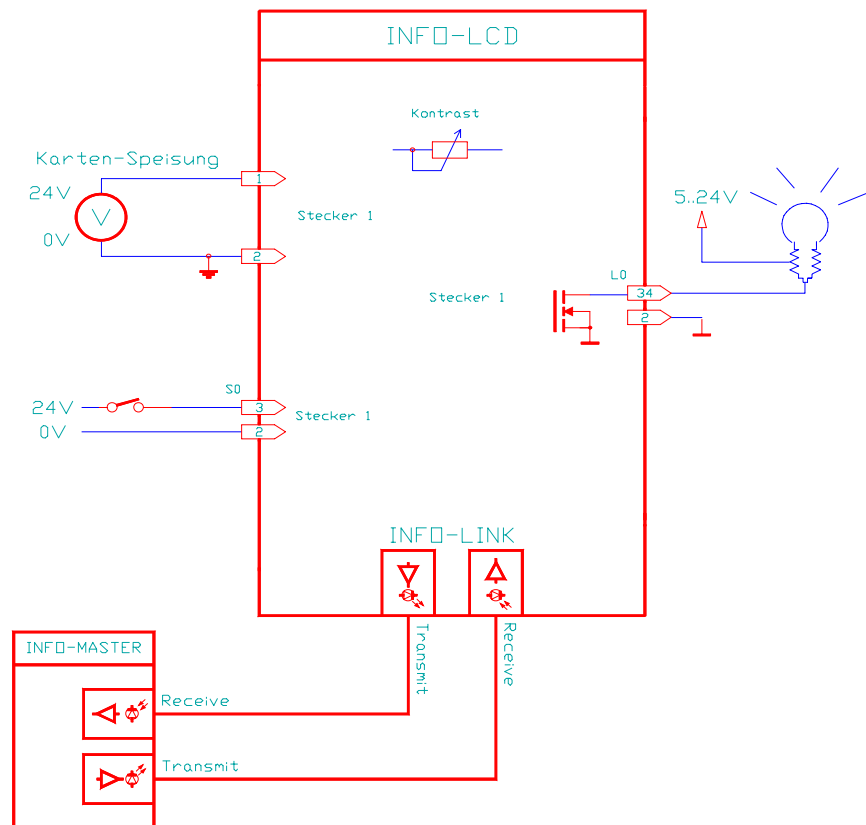 INFO-LCD
Kontrast
Karten-Speisung
24V
V
0V
1
2
Stecker 1
5..24V
L0
34
2
Stecker 1
S0
24V
0V
3
2
Stecker 1
INFO-LINK
Transmit
Receive
INFO-MASTER
Receive
Transmit